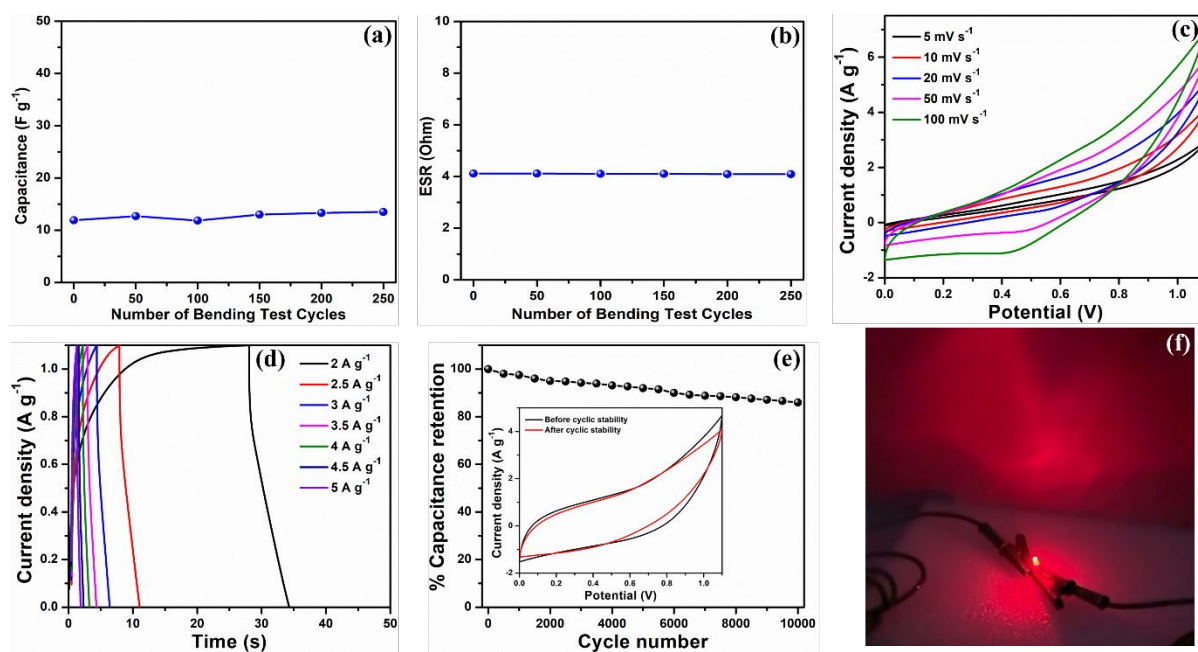 (a)
Capacitance (F g⁻¹)
50
40
30
20
10
0
0 50 100 150 200 250
Number of Bending Test Cycles
(b)
ESR (Ohm)
10
8
6
4
2
0
0 50 100 150 200 250
Number of Bending Test Cycles
(c)
5 mV s⁻¹
10 mV s⁻¹
20 mV s⁻¹
50 mV s⁻¹
100 mV s⁻¹
Current density (A g⁻¹)
6
4
2
0
-2
0.0 0.2 0.4 0.6 0.8 1.0
Potential (V)
(d)
2 A g⁻¹
2.5 A g⁻¹
3 A g⁻¹
3.5 A g⁻¹
4 A g⁻¹
4.5 A g⁻¹
5 A g⁻¹
Current density (A g⁻¹)
1.0
0.8
0.6
0.4
0.2
0.0
0 10 20 30 40 50
Time (s)
(e)
% Capacitance retention
120
100
80
60
40
20
0
Before cyclic stability
After cyclic stability
Current density (A g⁻¹)
4
2
0
-2
0.0 0.2 0.4 0.6 0.8 1.0
Potential (V)
0 2000 4000 6000 8000 10000
Cycle number
(f)